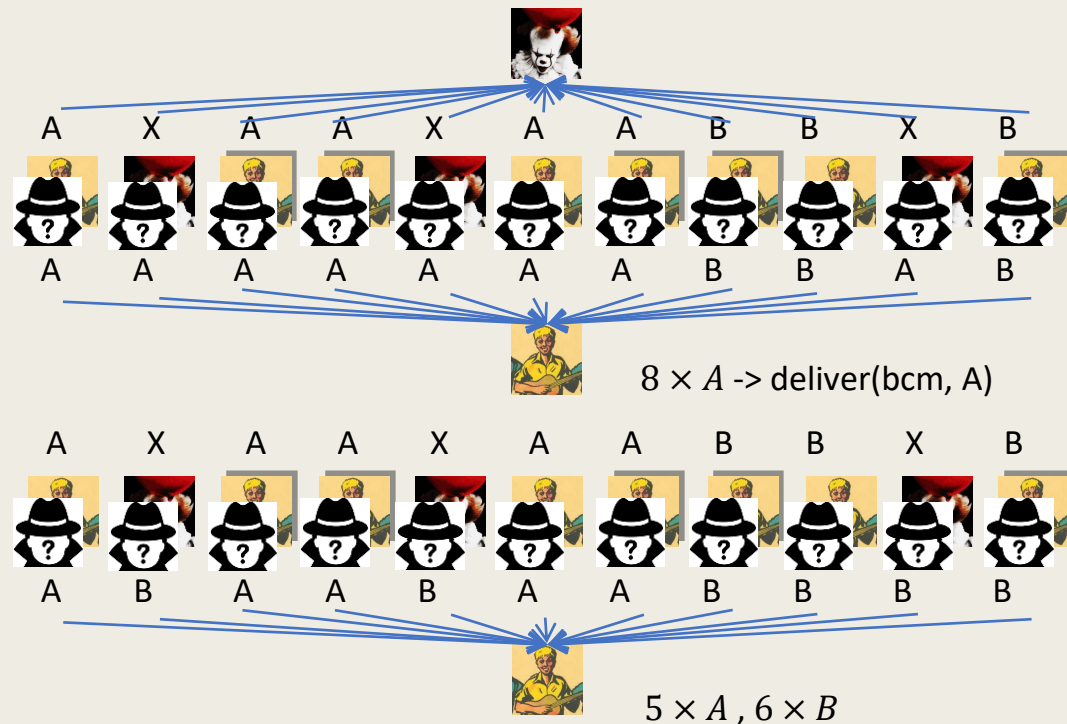 A X A A X A A B B X B
? ? ? ? ? ? ? ? ? ? ?
A A A A A A A B B A B
8 × A -> deliver(bcm, A)
A X A A X A A B B X B
? ? ? ? ? ? ? ? ? ? ?
A B A A B A A B B B B
5 × A , 6 × B